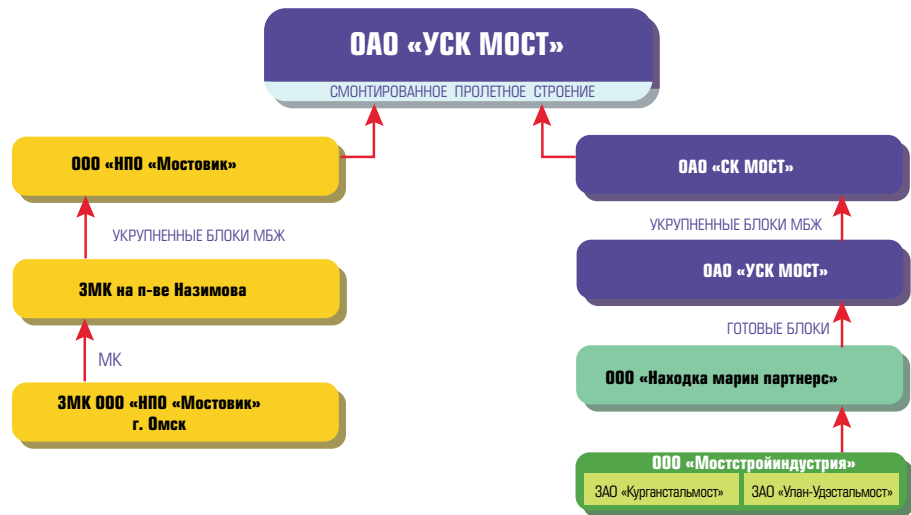 ОАО «УСК МОСТ»
СМОНТИРОВАННОЕ ПРОЛЕТНОЕ СТРОЕНИЕ
ООО «НПО «Мостовик»
УКРУПНЕННЫЕ БЛОКИ МБЖ
ЗМК на п-ве Назимова
МК
ЗМК ООО «НПО «Мостовик»
г. Омск
ОАО «СК МОСТ»
УКРУПНЕННЫЕ БЛОКИ МБЖ
ОАО «УСК МОСТ»
ГОТОВЫЕ БЛОКИ
ООО «Находка марин партнерс»
ООО «Мостстройиндустрия»
ЗАО «Курганстальмост»
ЗАО «Улан-Удэстальмост»